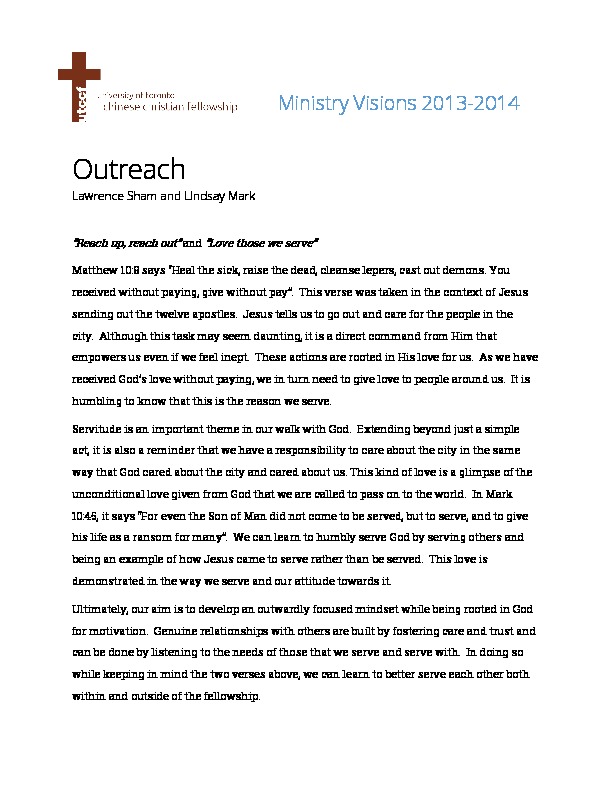 utccf
university of toronto
chinese christian fellowship
Ministry Visions 2013-2014
Outreach
Lawrence Sham and Lindsay Mark
"Reach up, reach out" and "Love those we serve"
Matthew 10:8 says "Heal the sick, raise the dead, cleanse lepers, cast out demons. You
received without paying, give without pay".  This verse was taken in the context of Jesus
sending out the twelve apostles.  Jesus tells us to go out and care for the people in the
city.  Although this task may seem daunting, it is a direct command from Him that
empowers us even if we feel inept.  These actions are rooted in His love for us.  As we have
received God's love without paying, we in turn need to give love to people around us.  It is
humbling to know that this is the reason we serve.
Servitude is an important theme in our walk with God.  Extending beyond just a simple
act, it is also a reminder that we have a responsibility to care about the city in the same
way that God cared about the city and cared about us. This kind of love is a glimpse of the
unconditional love given from God that we are called to pass on to the world.  In Mark
10:45, it says "For even the Son of Man did not come to be served, but to serve, and to give
his life as a ransom for many".  We can learn to humbly serve God by serving others and
being an example of how Jesus came to serve rather than be served.  This love is
demonstrated in the way we serve and our attitude towards it.
Ultimately, our aim is to develop an outwardly focused mindset while being rooted in God
for motivation.  Genuine relationships with others are built by fostering care and trust and
can be done by listening to the needs of those that we serve and serve with.  In doing so
while keeping in mind the two verses above, we can learn to better serve each other both
within and outside of the fellowship.